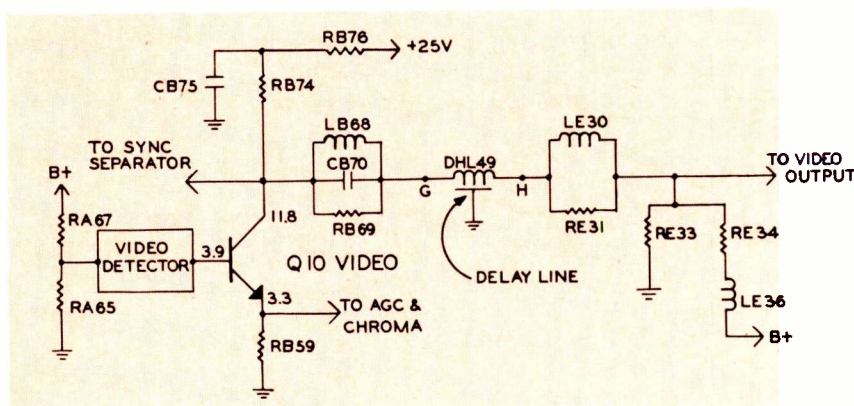 RB76
+25V
CB75
RB74
LB68
LE30
TO SYNC
SEPARATOR
CB70
DHL49
TO VIDEO
OUTPUT
B+
G
H
11.8
RA67
RB69
RE31
RE33
RE34
VIDEO
DETECTOR
3.9
Q10 VIDEO
DELAY LINE
RA65
3.3
TO AGC &
CHROMA
LE36
RB59
B+